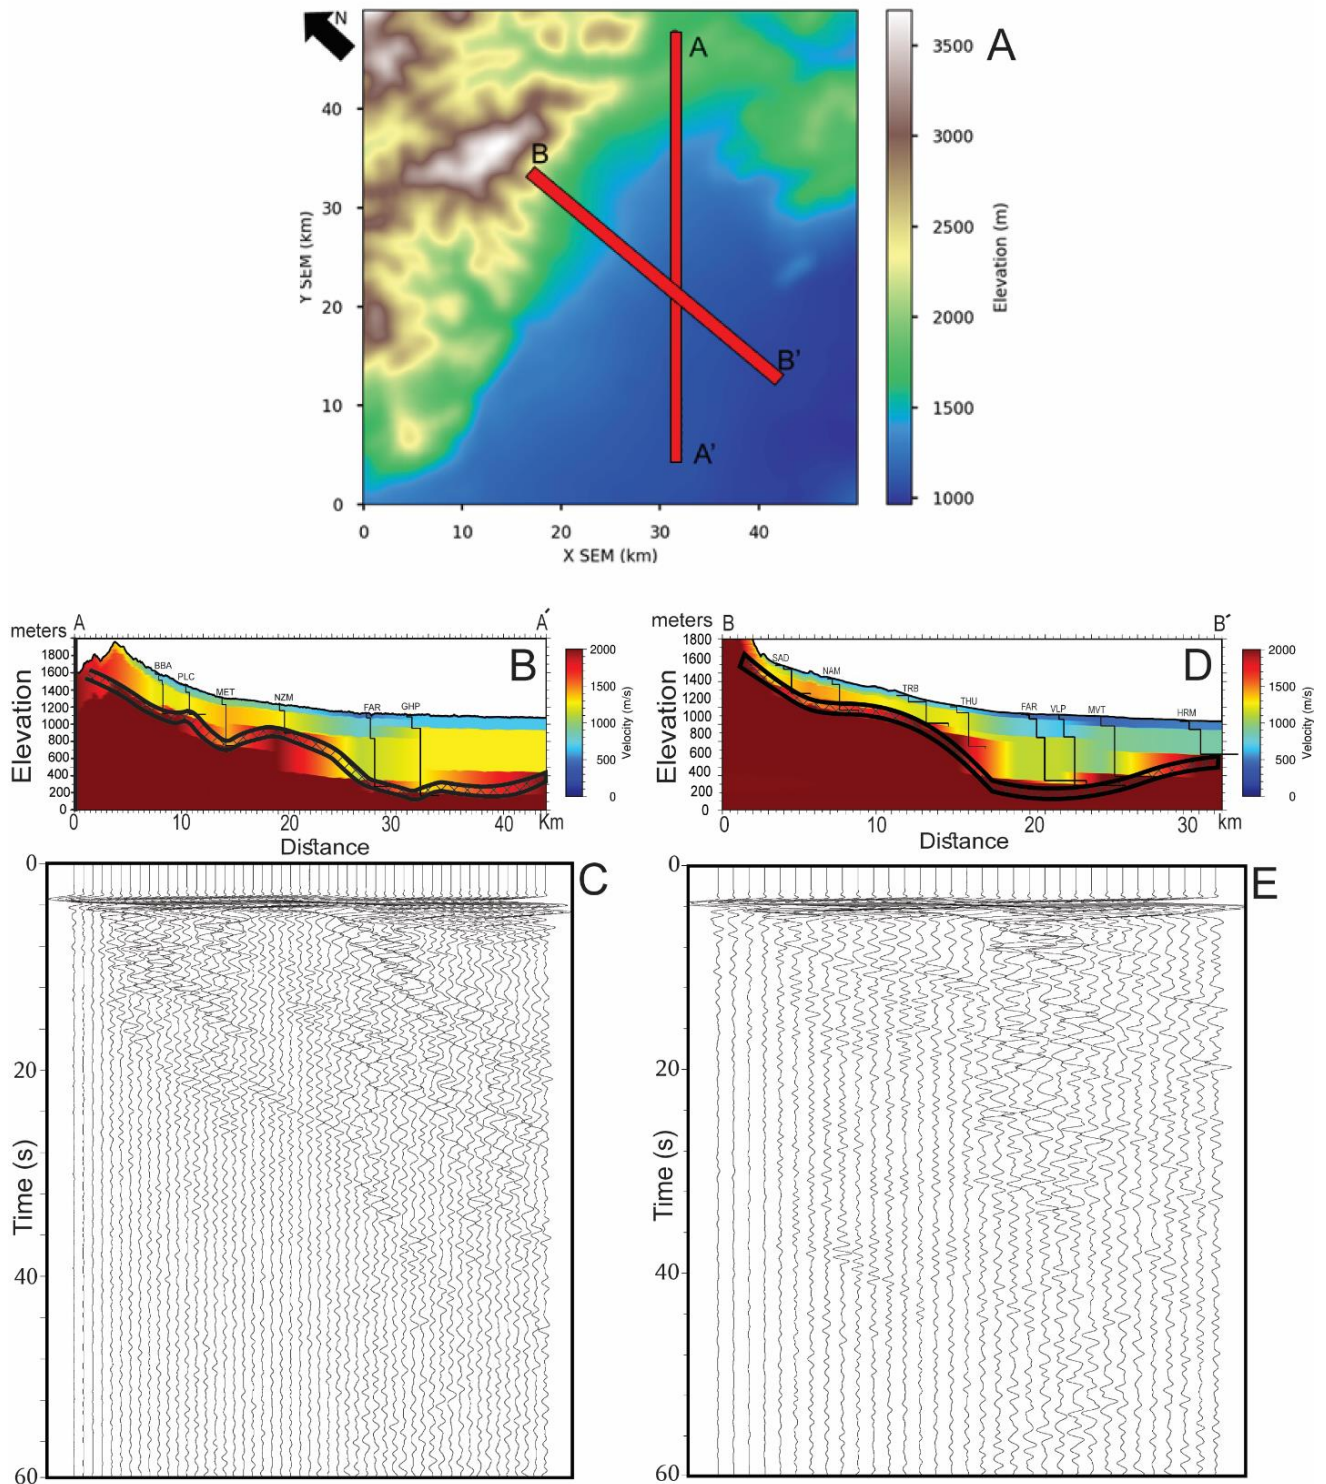 N
A
A
3500
3000
2500
2000
1500
1000
Elevation (m)
40
30
20
10
0
Y SEM (km)
B
B'
A'
0 10 20 30 40
X SEM (km)
A A´
meters
B
1800
1600
1400
1200
1000
800
600
400
200
0
Elevation
BBA
PLC
MET
NZM
FAR
GHP
0 10 20 30 40 Km
Distance
2000
1500
1000
500
0
Velocity (m/s)
B B´
meters
D
1800
1600
1400
1200
1000
800
600
400
200
0
Elevation
SAD
NAM
TRB
THU
FAR
VLP
MVT
HRM
0 10 20 30 km
Distance
2000
1500
1000
500
0
Velocity (m/s)
C
0
20
40
60
Time (s)
E
0
20
40
60
Time (s)